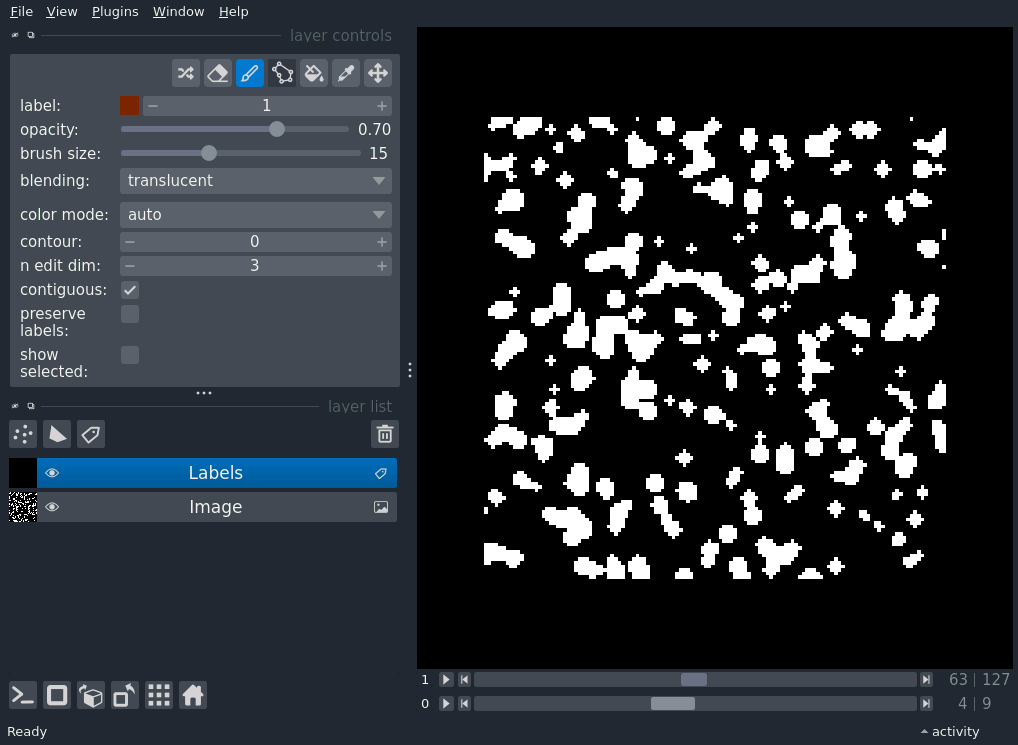 File View Plugins Window Help
layer controls
label: 1
opacity: 0.70
brush size: 15
blending: translucent
color mode: auto
contour: 0
n edit dim: 3
contiguous:
preserve
labels:
show
selected:
layer list
Labels
Image
1 63 | 127
0 4 | 9
Ready activity